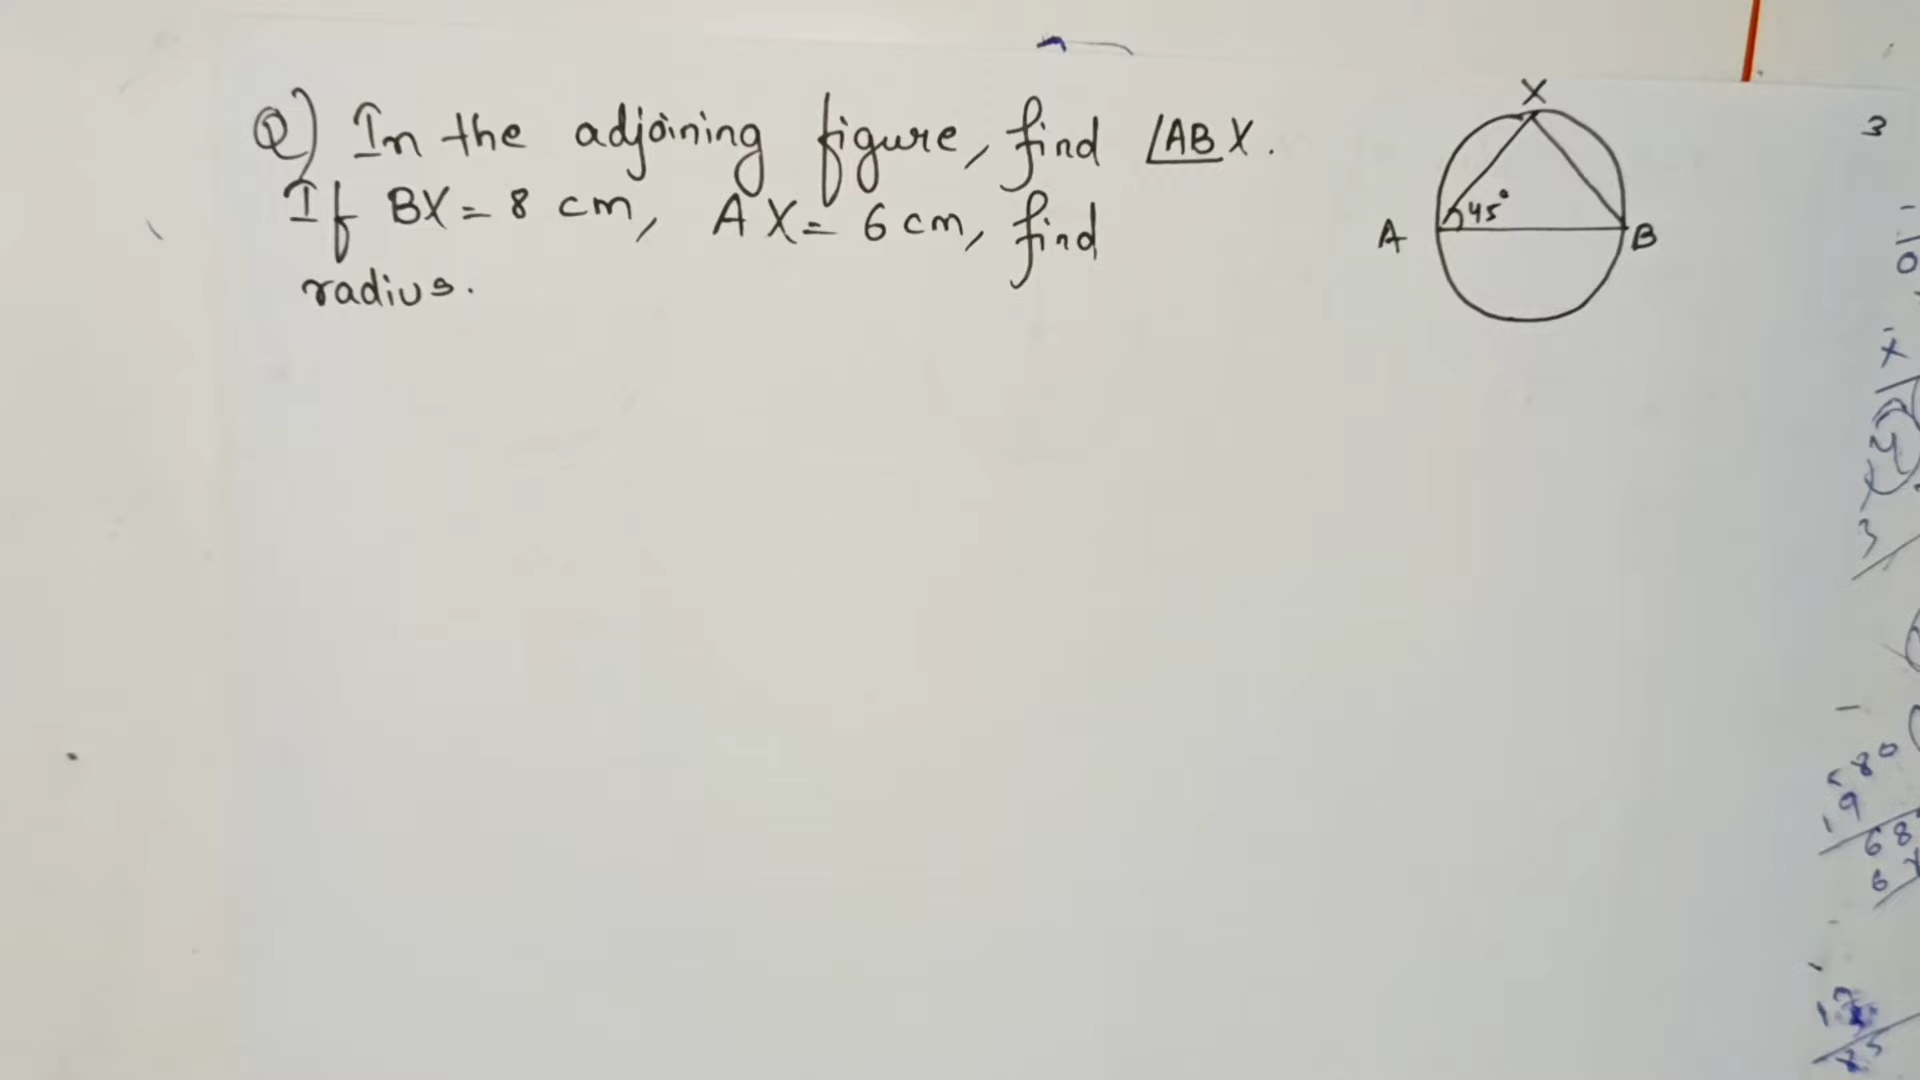 Q) In the adjoining figure, find ∠ABX.
If BX = 8 cm, AX = 6 cm, find
radius.
X
45°
A
B
3